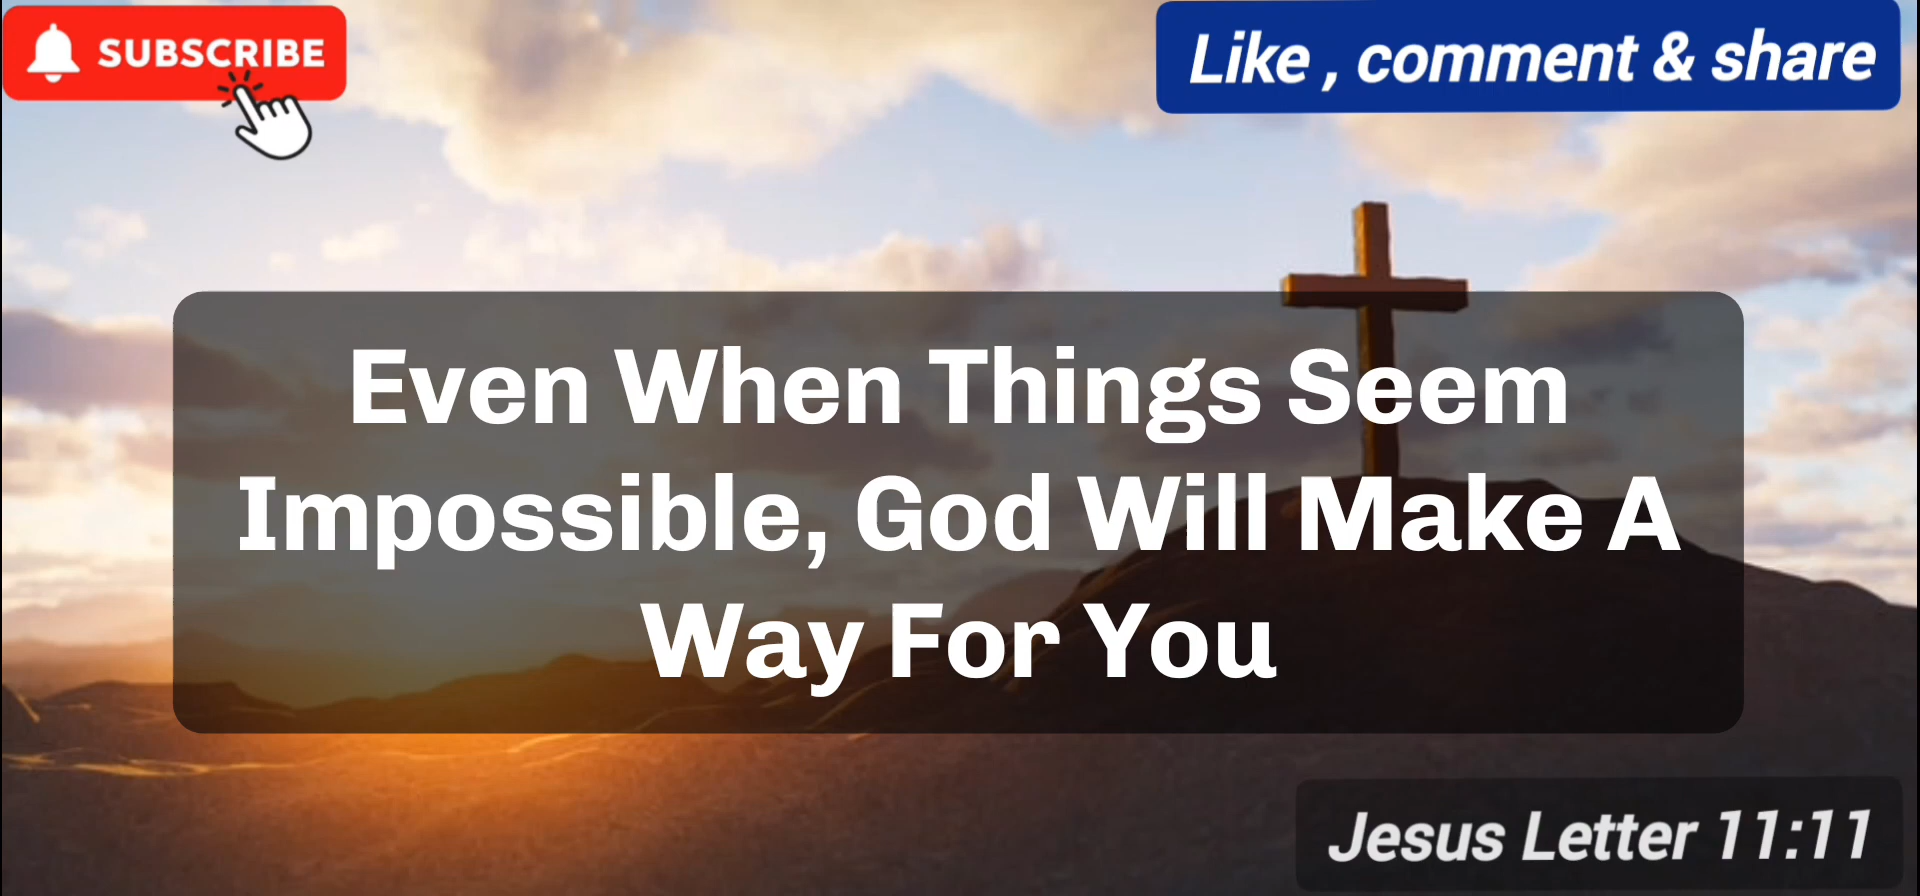 SUBSCRIBE
Like , comment & share
Even When Things Seem
Impossible, God Will Make A
Way For You
Jesus Letter 11:11